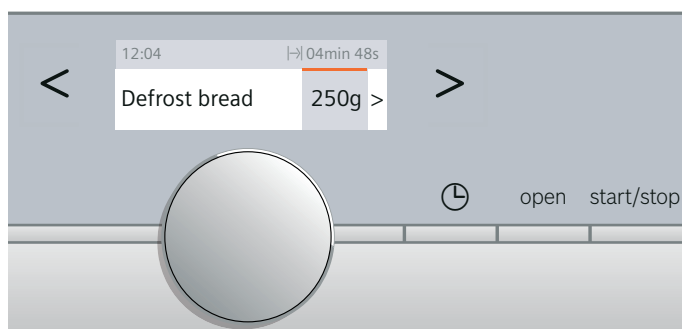 12:04 |→| 04min 48s
< Defrost bread 250g > >
open start/stop